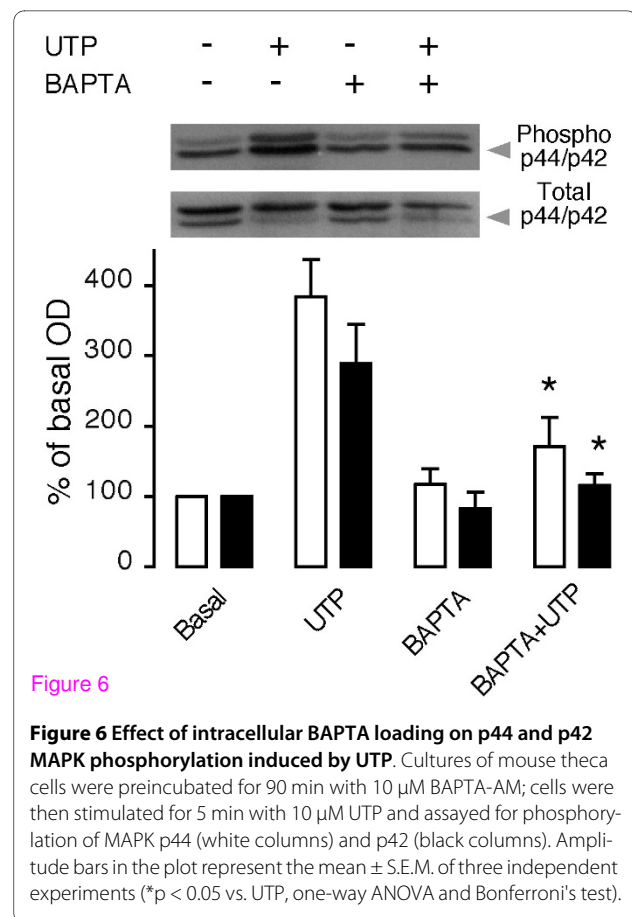 UTP - + - +
BAPTA - - + +
Phospho
p44/p42
Total
p44/p42
% of basal OD
400
300
200
100
0
*
*
Basal
UTP
BAPTA
BAPTA+UTP
Figure 6
Figure 6 Effect of intracellular BAPTA loading on p44 and p42
MAPK phosphorylation induced by UTP. Cultures of mouse theca
cells were preincubated for 90 min with 10 μM BAPTA-AM; cells were
then stimulated for 5 min with 10 μM UTP and assayed for phosphory-
lation of MAPK p44 (white columns) and p42 (black columns). Ampli-
tude bars in the plot represent the mean ± S.E.M. of three independent
experiments (*p < 0.05 vs. UTP, one-way ANOVA and Bonferroni's test).